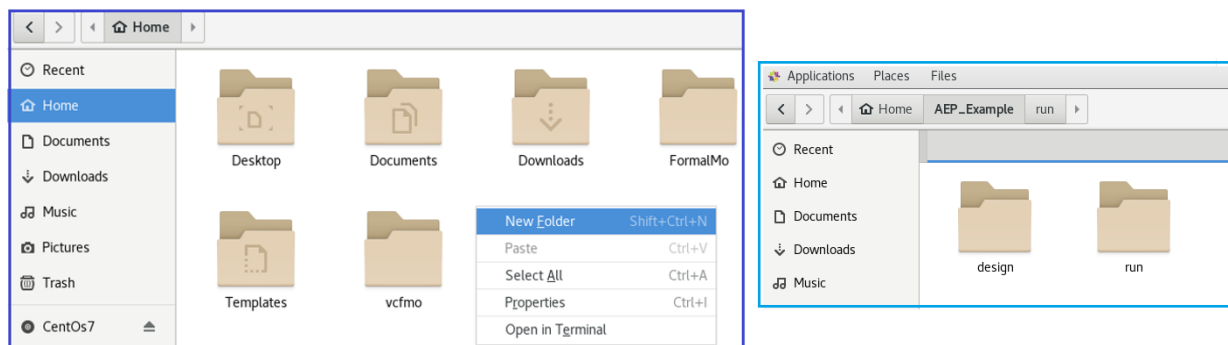 Home
Recent
Home
Documents
Downloads
Music
Pictures
Trash
CentOs7
Desktop
Documents
Downloads
FormalMo
Templates
vcfmo
New Folder Shift+Ctrl+N
Paste Ctrl+V
Select All Ctrl+A
Properties Ctrl+I
Open in Terminal
Applications Places Files
Home AEP_Example run
Recent
Home
Documents
Downloads
Music
design
run